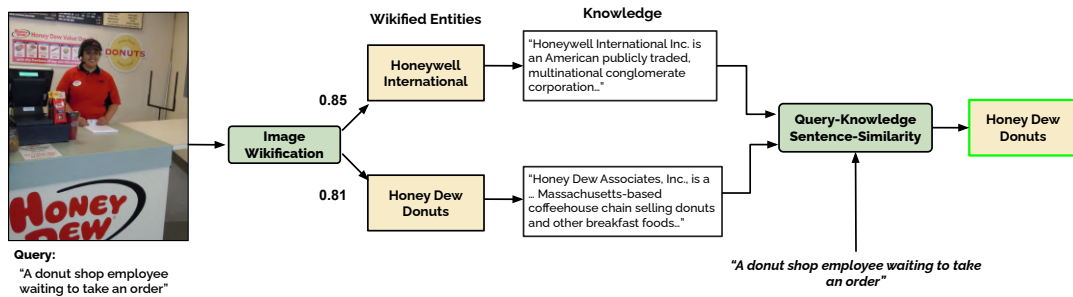 Wikified Entities
Knowledge
Honey Dew Value
DONUTS
HONEY
DEW
Query:
“A donut shop employee
waiting to take an order”
Image
Wikification
0.85
0.81
Honeywell
International
Honey Dew
Donuts
“Honeywell International Inc. is
an American publicly traded,
multinational conglomerate
corporation…”
“Honey Dew Associates, Inc., is a
… Massachusetts-based
coffeehouse chain selling donuts
and other breakfast foods…”
Query-Knowledge
Sentence-Similarity
“A donut shop employee waiting to take
an order”
Honey Dew
Donuts